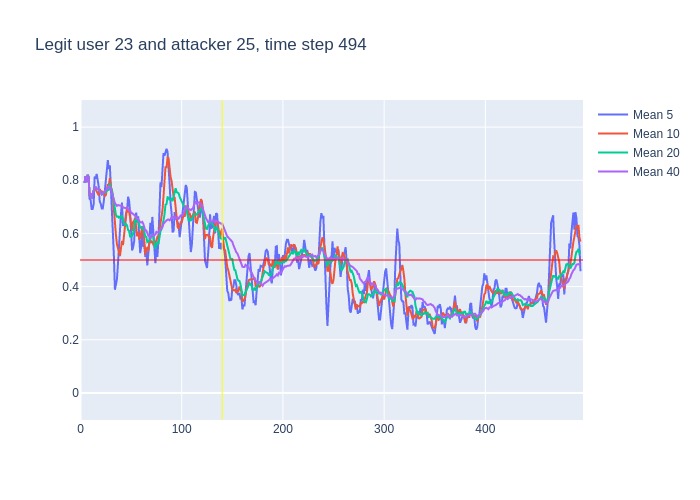 Legit user 23 and attacker 25, time step 494
Mean 5
Mean 10
Mean 20
Mean 40
1
0.8
0.6
0.4
0.2
0
0 100 200 300 400